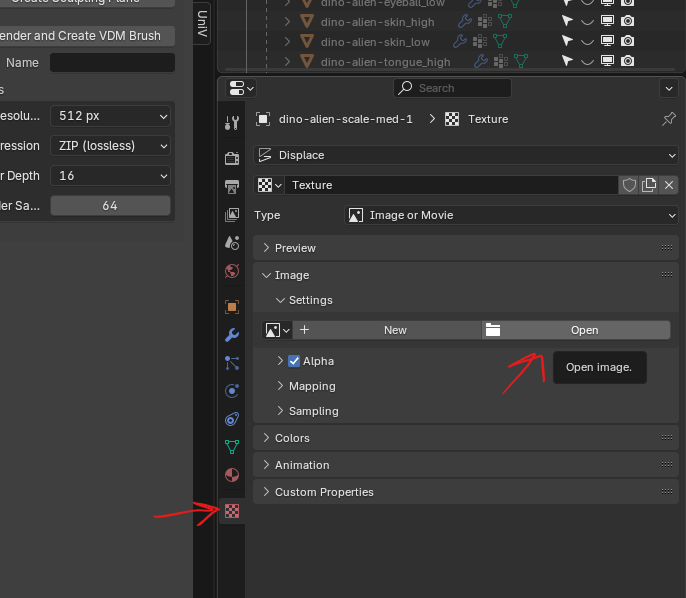 Create Sculpting Plane
ender and Create VDM Brush
Name
s
esolu...
512 px
ression
ZIP (lossless)
r Depth
16
er Sa...
64
UniV
dino-alien-eyeball_low
dino-alien-skin_high
dino-alien-skin_low
dino-alien-tongue_high
Search
dino-alien-scale-med-1
Texture
Displace
Texture
Type
Image or Movie
Preview
Image
Settings
New
Open
Alpha
Open image.
Mapping
Sampling
Colors
Animation
Custom Properties